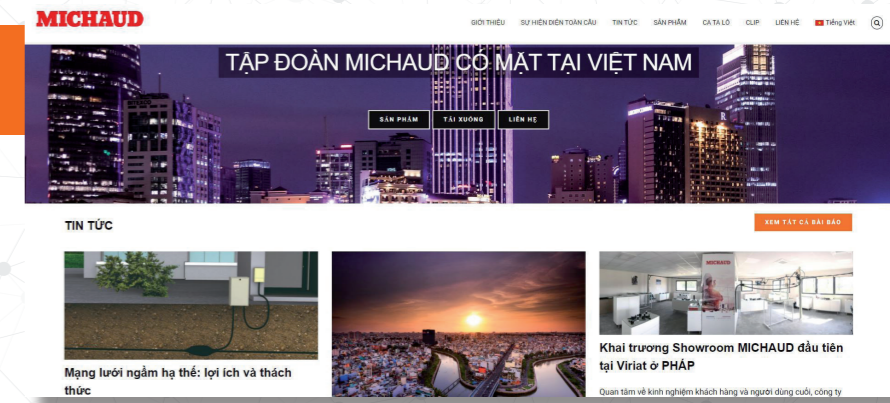 MICHAUD
GIỚI THIỆU SỰ HIỆN DIỆN TOÀN CẦU TIN TỨC SẢN PHẨM CA TA LÔ CLIP LIÊN HỆ Tiếng Việt
TẬP ĐOÀN MICHAUD CÓ MẶT TẠI VIỆT NAM
SẢN PHẨM TẢI XUỐNG LIÊN HỆ
TIN TỨC
XEM TẤT CẢ BÀI BÁO
MICHAUD
Mạng lưới ngầm hạ thế: lợi ích và thách
thức
Khai trương Showroom MICHAUD đầu tiên
tại Viriat ở PHÁP
Quan tâm về kinh nghiệm khách hàng và người dùng cuối, công ty